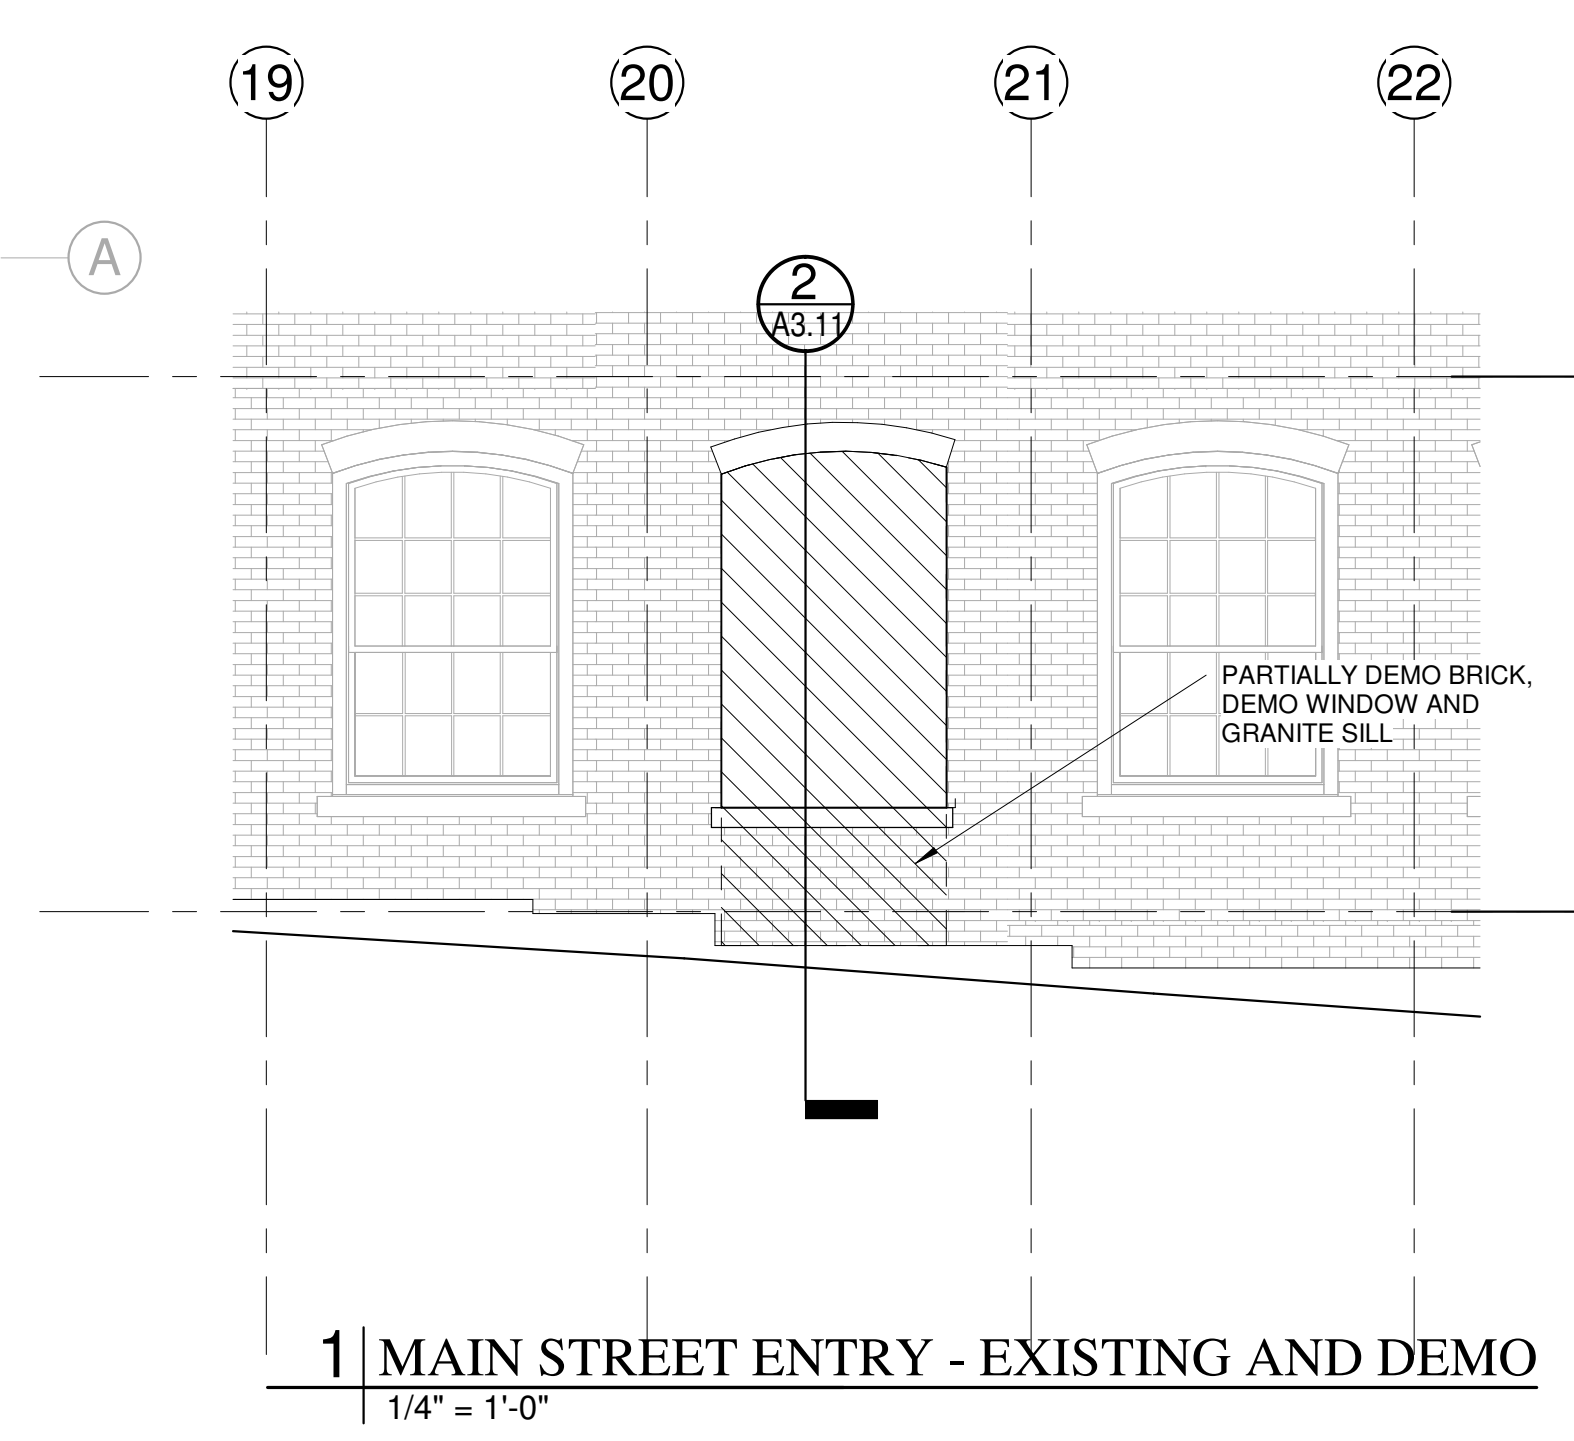 19 20 21 22
A
2
A3.11
PARTIALLY DEMO BRICK,
DEMO WINDOW AND
GRANITE SILL
1 MAIN STREET ENTRY - EXISTING AND DEMO
1/4" = 1'-0"